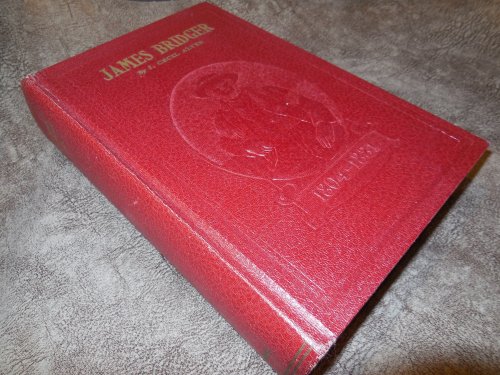 JAMES BRIDGER
By J. CECIL ALTER
1804-1881